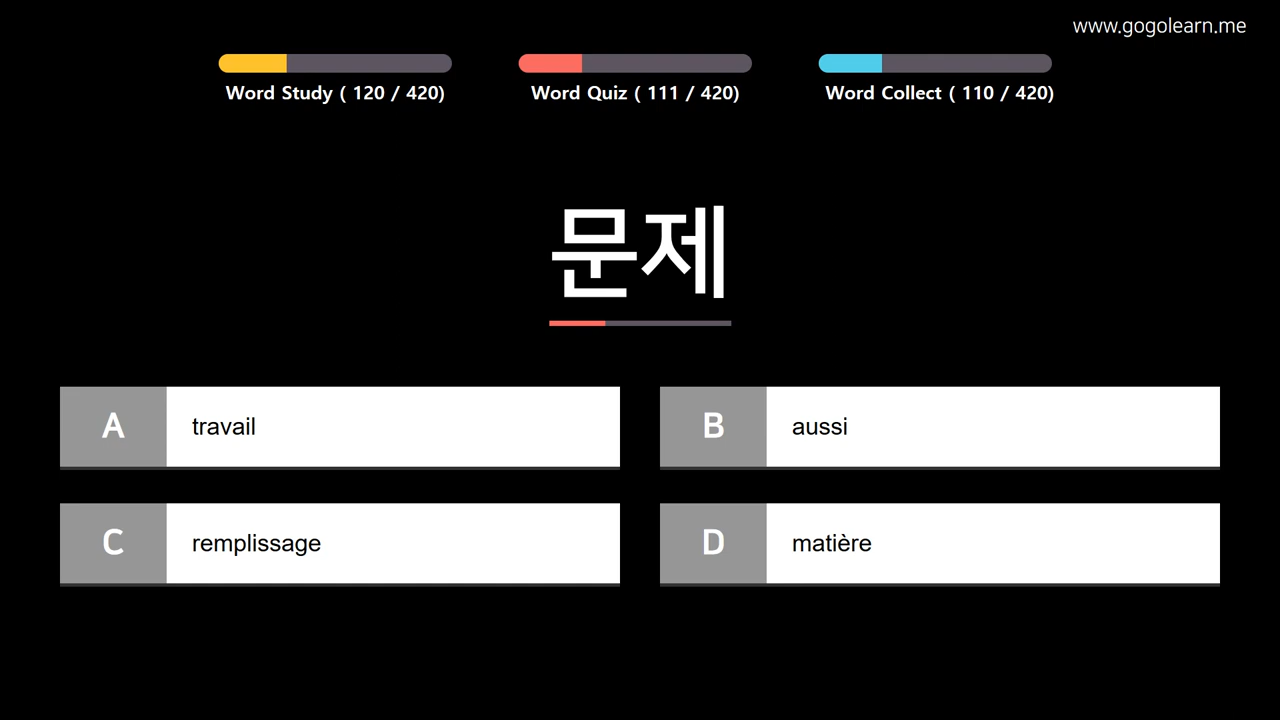 www.gogolearn.me
Word Study ( 120 / 420)
Word Quiz ( 111 / 420)
Word Collect ( 110 / 420)
문제
A
travail
B
aussi
C
remplissage
D
matière